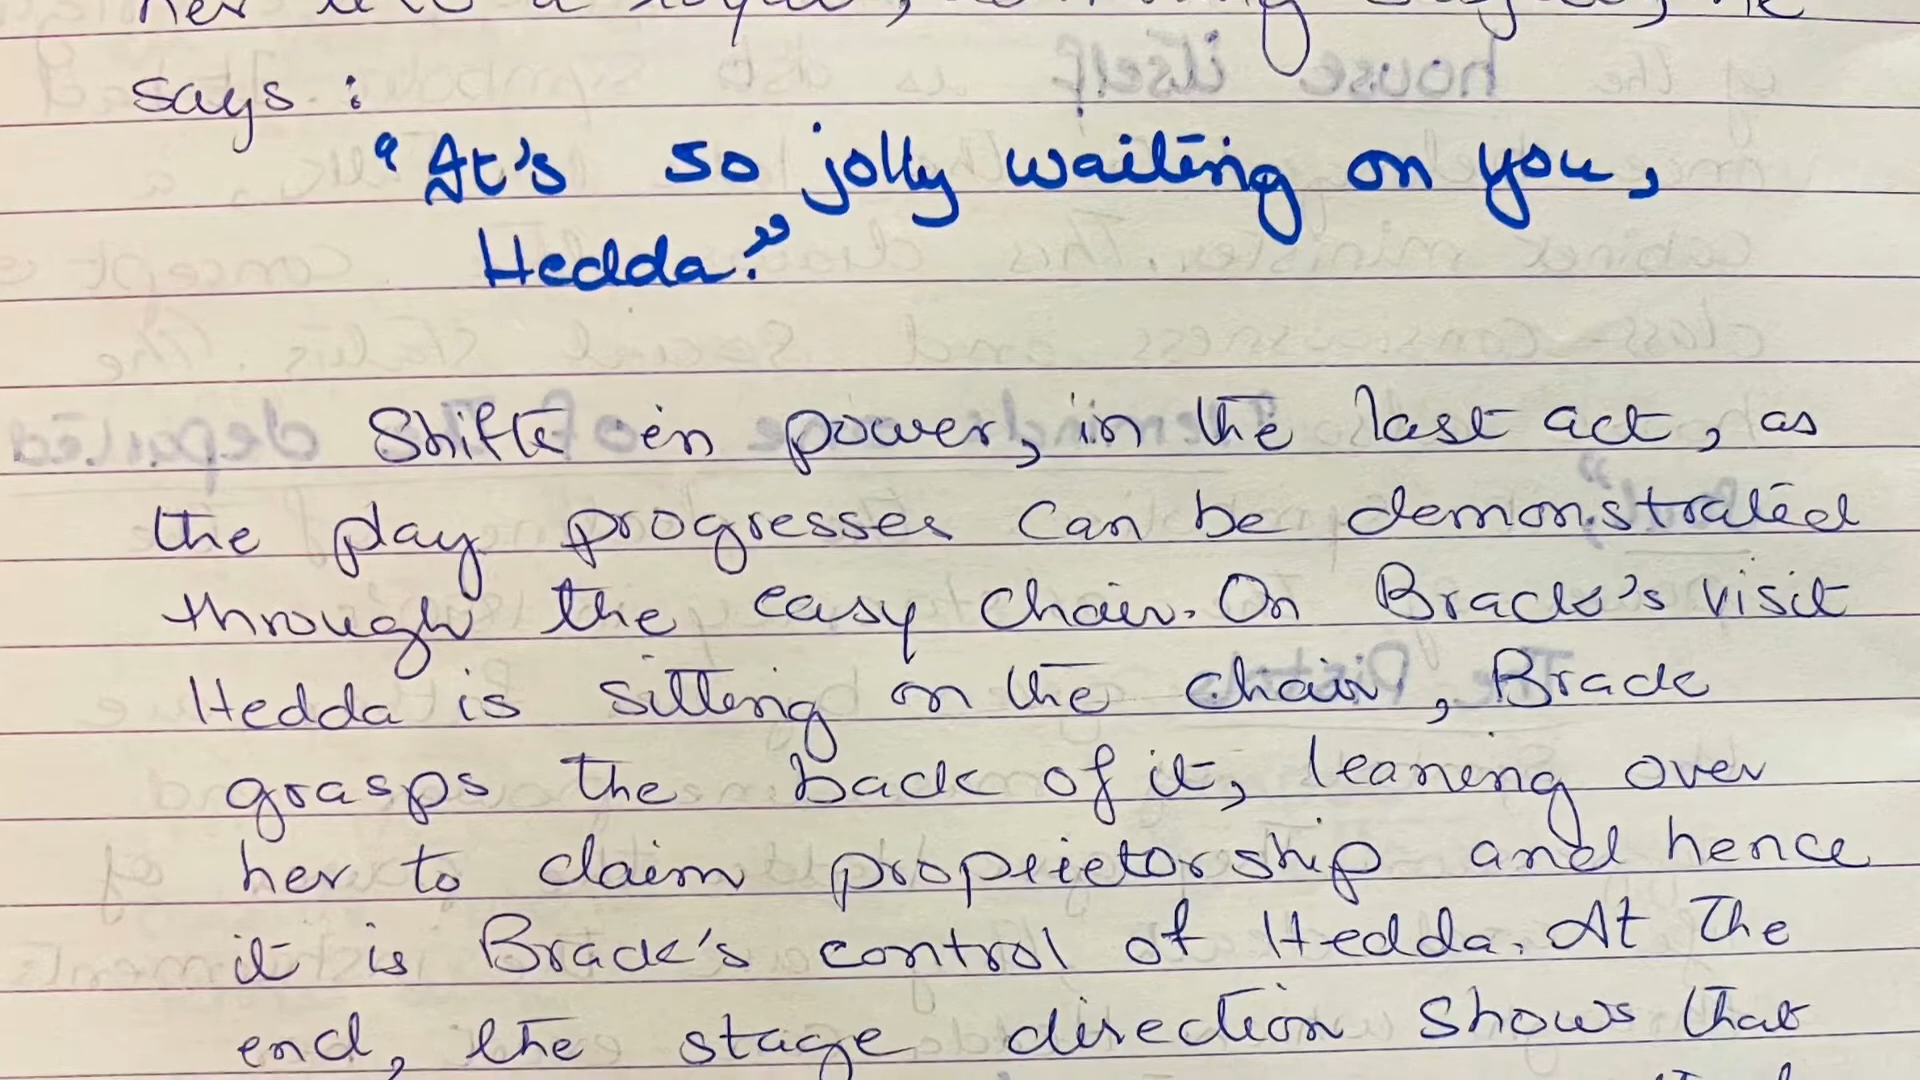 says :
"It's so jolly waiting on you,
Hedda."
Shifts in power, in the last act, as
the play progresses can be demonstrated
through the easy chair. On Brack's visit
Hedda is sitting on the chair, Brack
grasps the back of it, leaning over
her to claim proprietorship and hence
it is Brack's control of Hedda. At the
end, the stage direction shows that